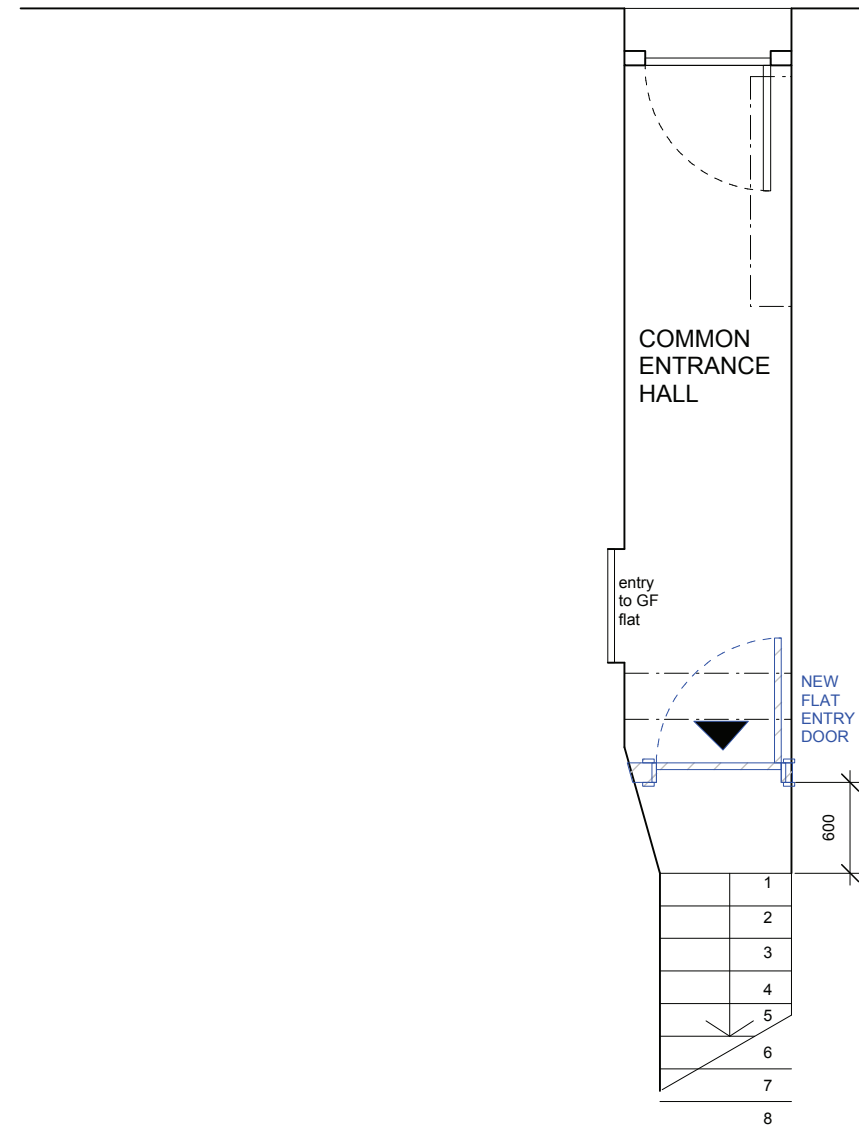 COMMON
ENTRANCE
HALL
entry
to GF
flat
NEW
FLAT
ENTRY
DOOR
600
1
2
3
4
5
6
7
8